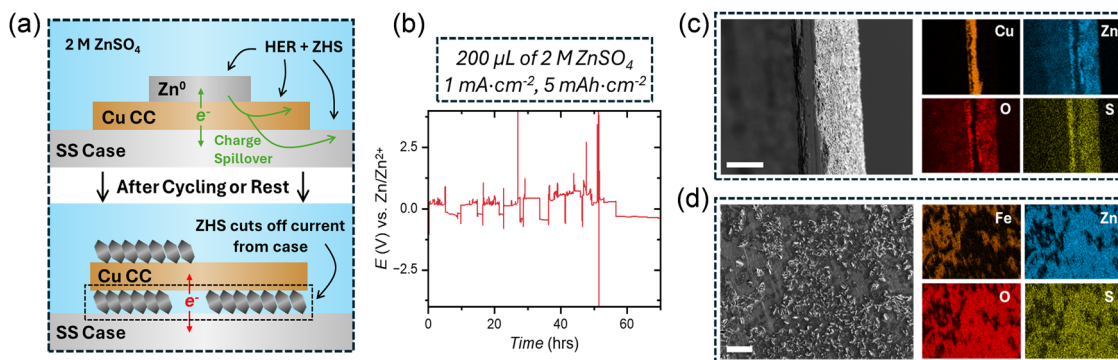 (a)
2 M ZnSO₄
HER + ZHS
Zn⁰
e⁻
Cu CC
Charge
Spillover
SS Case
After Cycling or Rest
ZHS cuts off current
from case
Cu CC
e⁻
SS Case
(b)
200 µL of 2 M ZnSO₄
1 mA·cm⁻², 5 mAh·cm⁻²
E (V) vs. Zn/Zn²⁺
2.5
0.0
−2.5
0 20 40 60
Time (hrs)
(c)
Cu
Zn
O
S
(d)
Fe
Zn
O
S